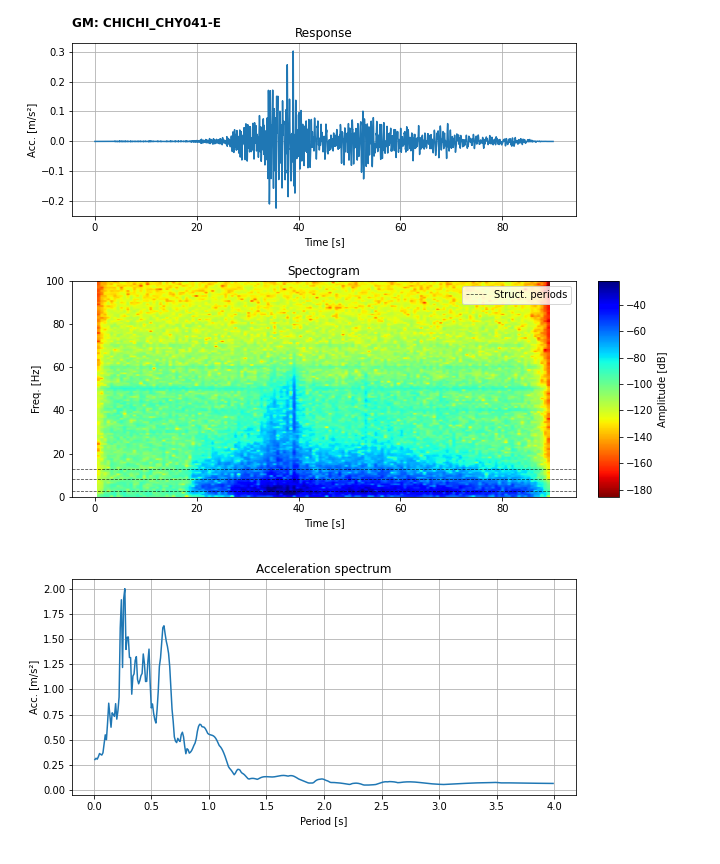 GM: CHICHI_CHY041-E
Response
0.3
0.2
0.1
0.0
−0.1
−0.2
Acc. [m/s²]
0 20 40 60 80
Time [s]
Spectogram
100
80
60
40
20
0
Freq. [Hz]
Struct. periods
0 20 40 60 80
Time [s]
−40
−60
−80
−100
−120
−140
−160
−180
Amplitude [dB]
Acceleration spectrum
2.00
1.75
1.50
1.25
1.00
0.75
0.50
0.25
0.00
Acc. [m/s²]
0.0 0.5 1.0 1.5 2.0 2.5 3.0 3.5 4.0
Period [s]